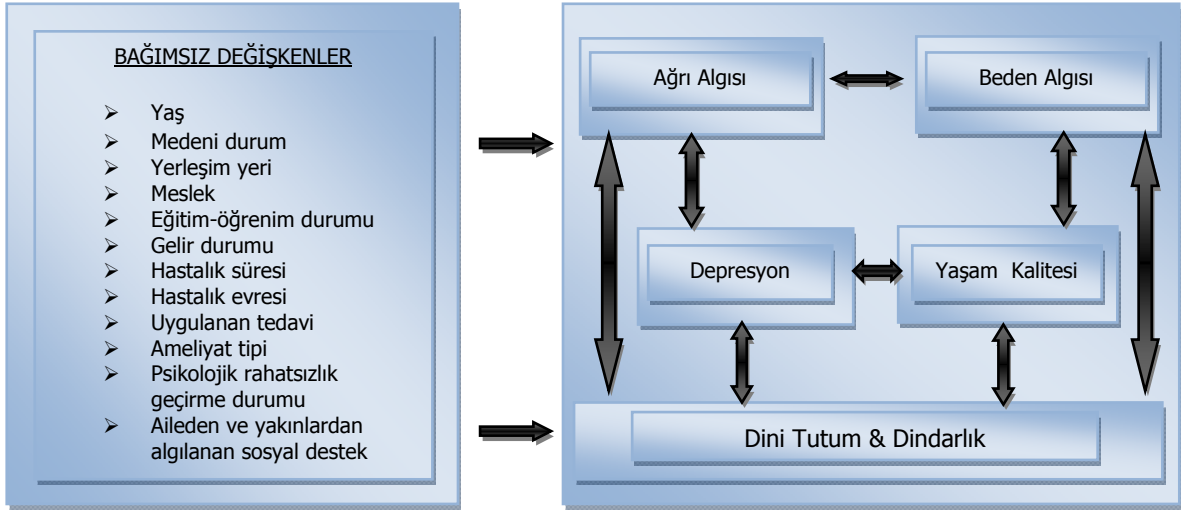 BAĞIMSIZ DEĞİŞKENLER
➢ Yaş
➢ Medeni durum
➢ Yerleşim yeri
➢ Meslek
➢ Eğitim-öğrenim durumu
➢ Gelir durumu
➢ Hastalık süresi
➢ Hastalık evresi
➢ Uygulanan tedavi
➢ Ameliyat tipi
➢ Psikolojik rahatsızlık
geçirme durumu
➢ Aileden ve yakınlardan
algılanan sosyal destek
Ağrı Algısı
Beden Algısı
Depresyon
Yaşam Kalitesi
Dini Tutum & Dindarlık